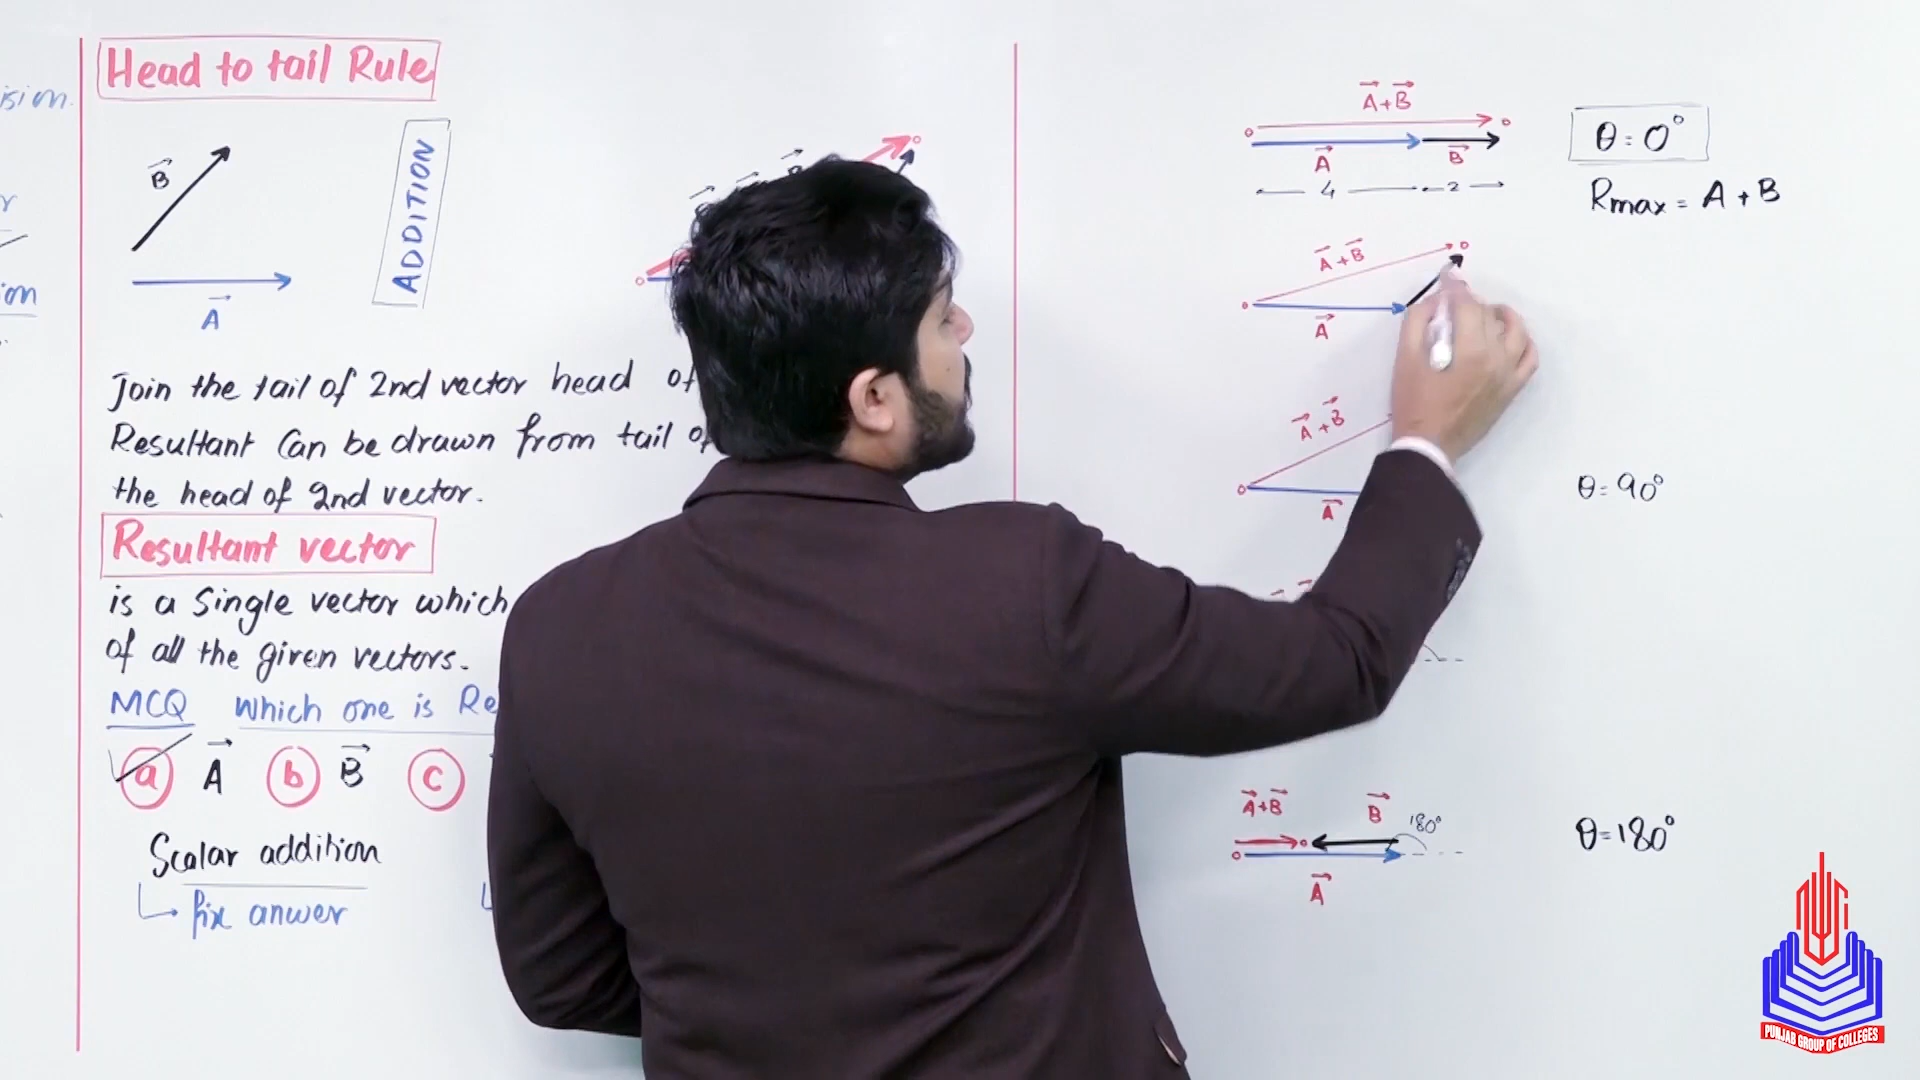 ision.
on
Head to tail Rule
B
A
ADDITION
Join the tail of 2nd vector head of
Resultant Can be drawn from tail of
the head of 2nd vector.
Resultant vector
is a Single vector which
of all the given vectors.
MCQ which one is Re
a A b B c
Scalar addition
fix anwer
A+B
A B
4 2
θ = 0°
Rmax = A + B
A+B
A
A+B
A
θ = 90°
A+B
B
180°
A
θ = 180°
PUNJAB GROUP OF COLLEGES